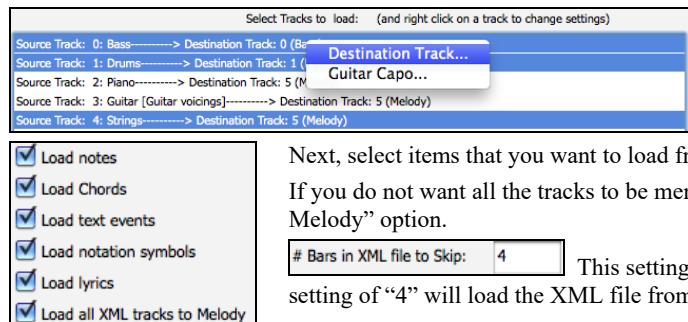 Select Tracks to load: (and right click on a track to change settings)
Source Track: 0: Bass----------> Destination Track: 0
Destination Track...
Source Track: 1: Drums----------> Destination Track: 1
Guitar Capo...
Source Track: 2: Piano----------> Destination Track: 5
Source Track: 3: Guitar [Guitar voicings]----------> Destination Track: 5 (Melody)
Source Track: 4: Strings----------> Destination Track: 5 (Melody)
Load notes
Load Chords
Load text events
Load notation symbols
Load lyrics
Load all XML tracks to Melody
Next, select items that you want to load
If you do not want all the tracks to be
Melody” option.
# Bars in XML file to Skip: 4
This setting
setting of “4” will load the XML file from